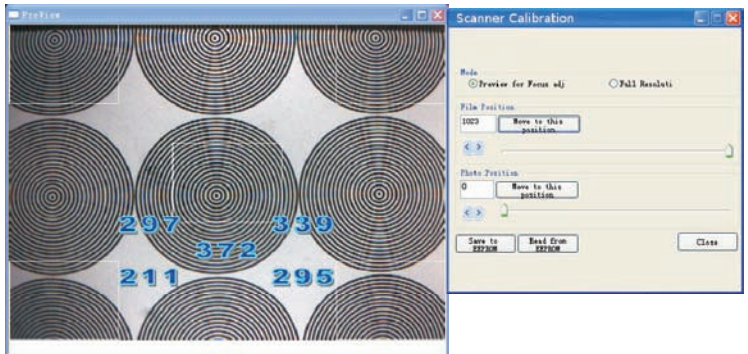 PreView
297 339
372
211 295
Scanner Calibration
Mode
Preview for Focus adj
Full Resoluti
Film Position
1023
Move to this
position
< >
Photo Position
0
Move to this
position
< >
Save to
EEPROM
Read from
EEPROM
Close